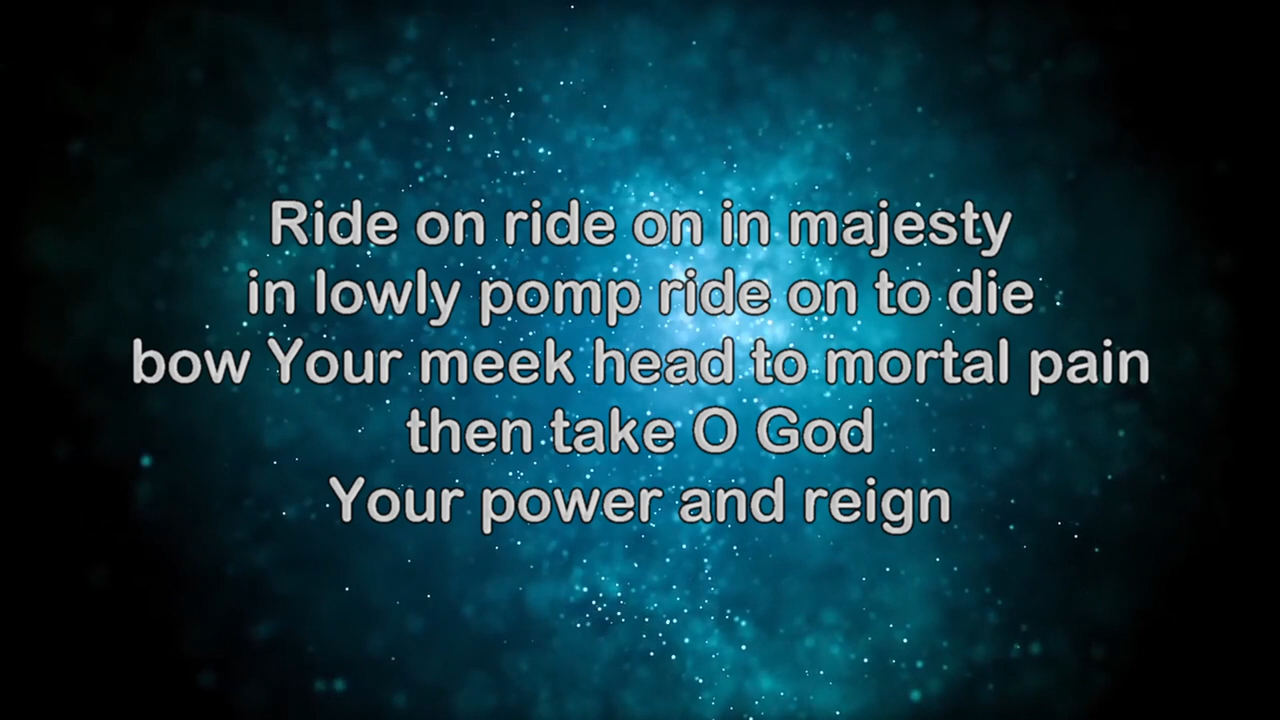 Ride on ride on in majesty
in lowly pomp ride on to die
bow Your meek head to mortal pain
then take O God
Your power and reign